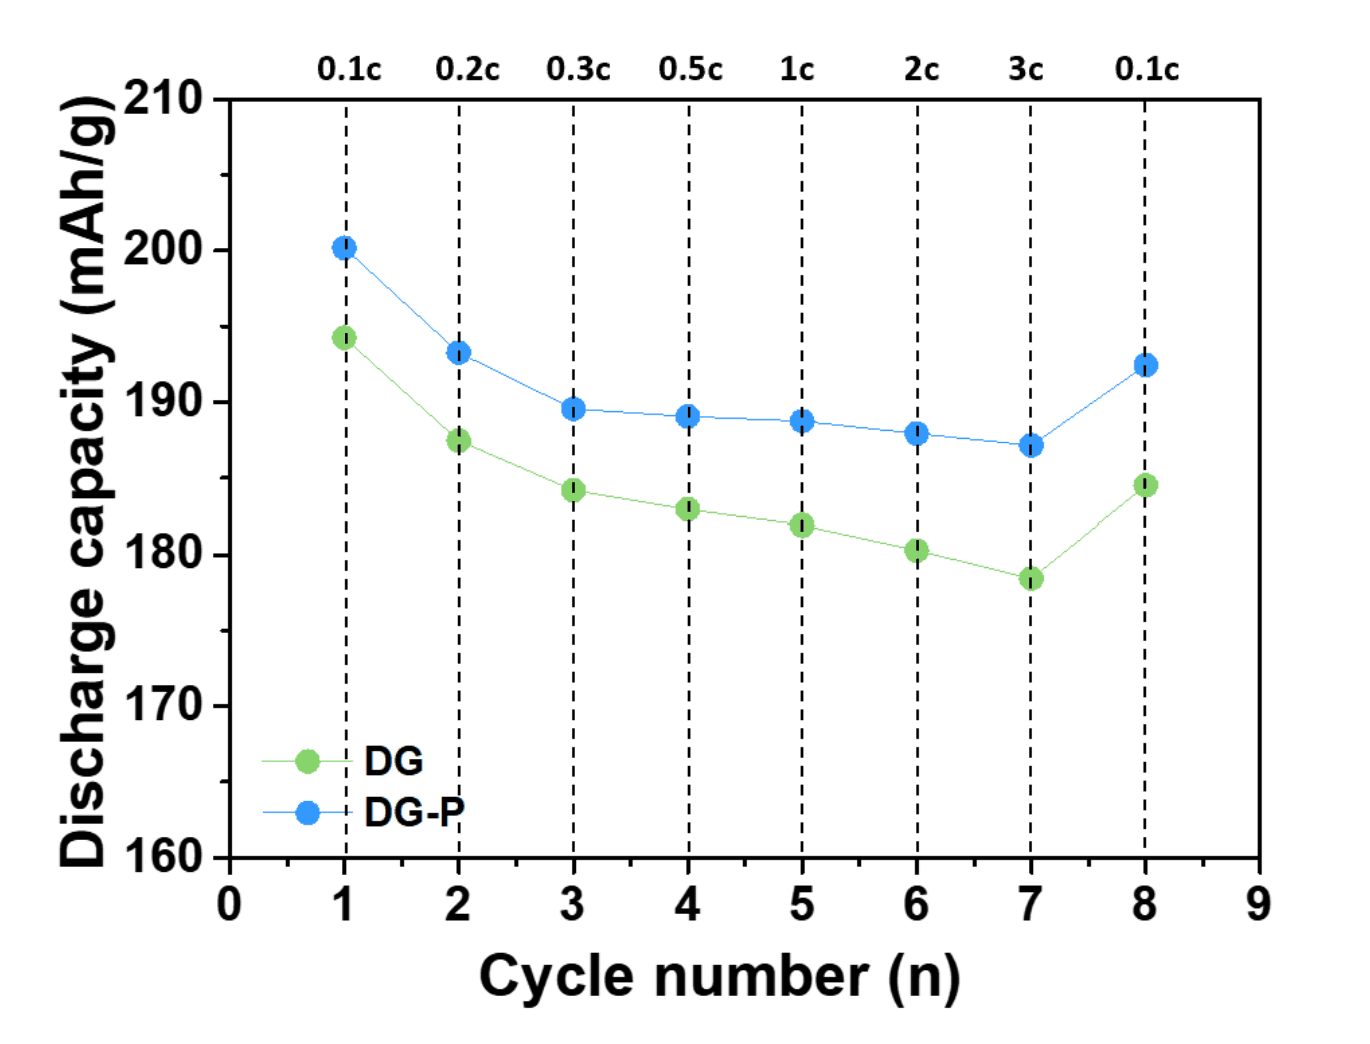 0.1c 0.2c 0.3c 0.5c 1c 2c 3c 0.1c
210
200
190
180
170
160
Discharge capacity (mAh/g)
DG
DG-P
0 1 2 3 4 5 6 7 8 9
Cycle number (n)